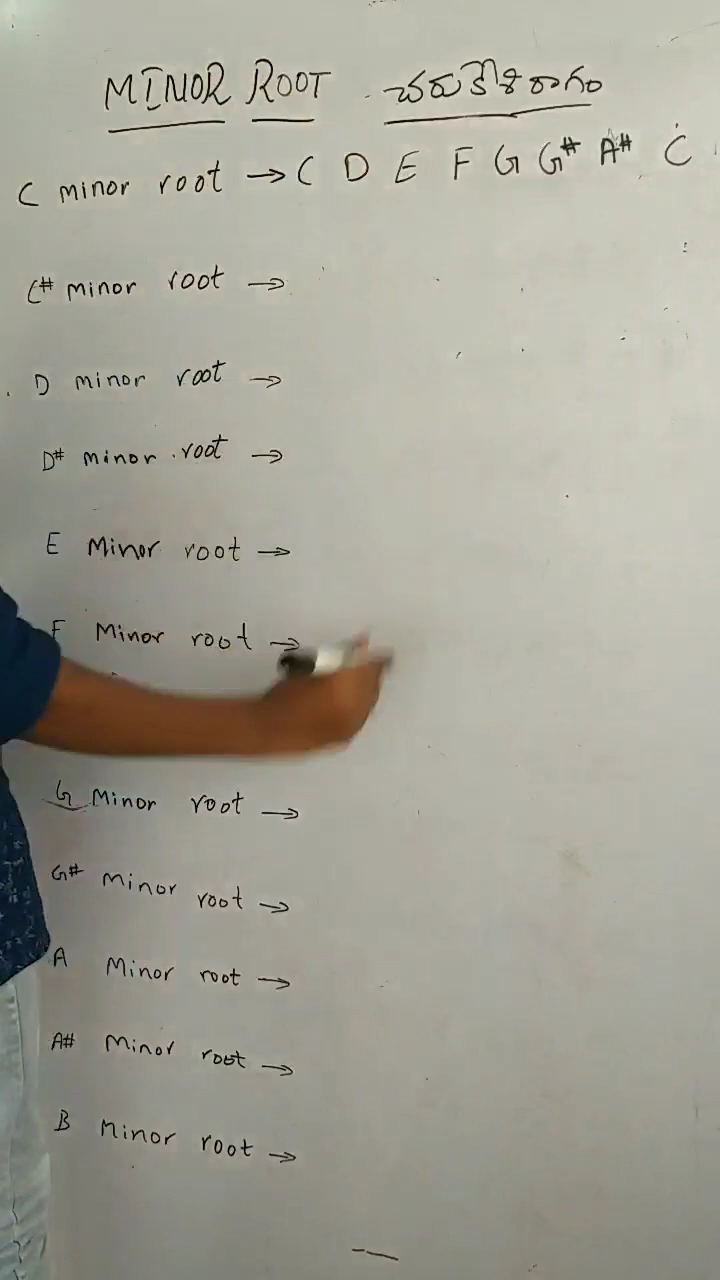 MINOR ROOT చరుకేశి రాగం
C minor root → C D E F G G# A# Ċ
C# minor root →
D minor root →
D# minor root →
E Minor root →
F Minor root →
G Minor root →
G# Minor root →
A Minor root →
A# Minor root →
B Minor root →